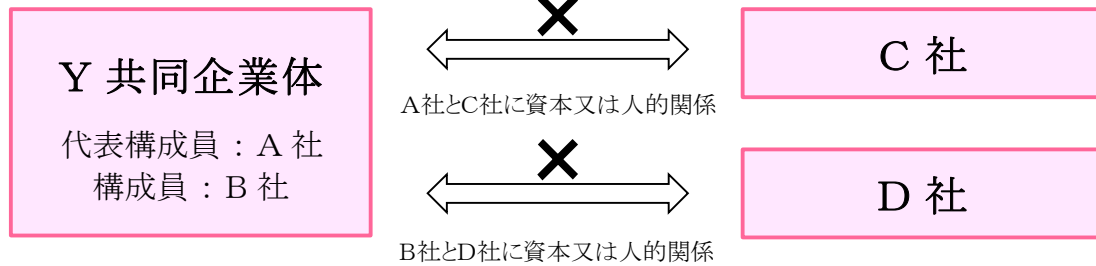 Y 共同企業体
代表構成員：A 社
構成員：B 社
A社とC社に資本又は人的関係
C 社
B社とD社に資本又は人的関係
D 社